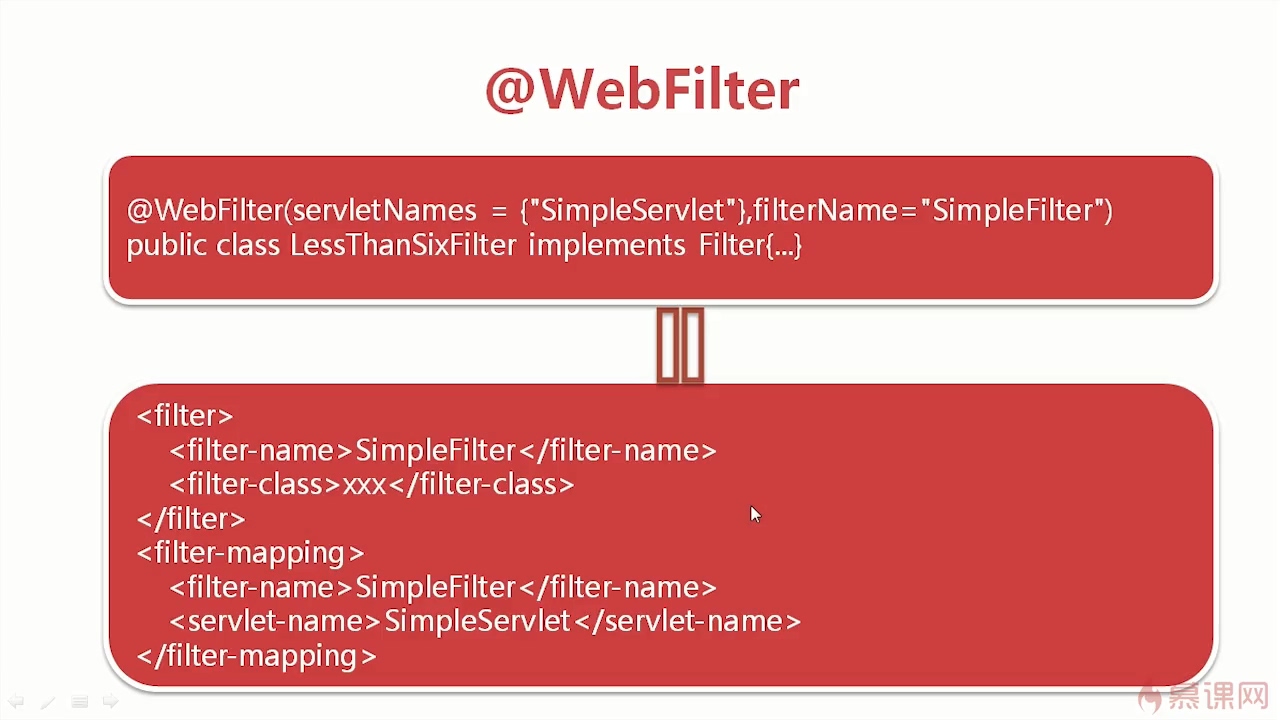 @WebFilter
@WebFilter(servletNames = {"SimpleServlet"},filterName="SimpleFilter")
public class LessThanSixFilter implements Filter{...}
<filter>
<filter-name>SimpleFilter</filter-name>
<filter-class>xxx</filter-class>
</filter>
<filter-mapping>
<filter-name>SimpleFilter</filter-name>
<servlet-name>SimpleServlet</servlet-name>
</filter-mapping>
慕课网